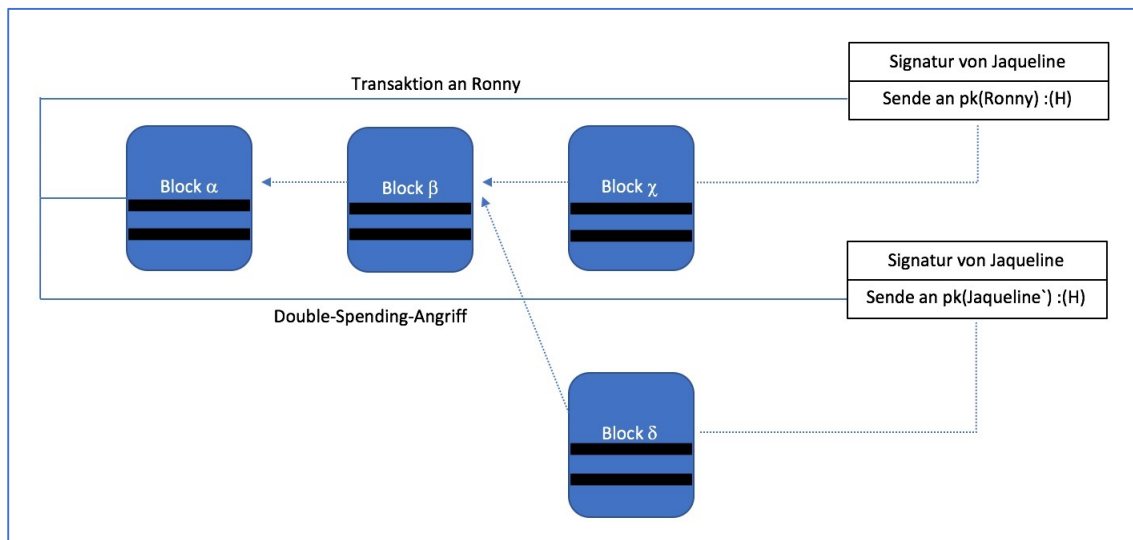 Signatur von Jaqueline
Transaktion an Ronny
Sende an pk(Ronny) :(H)
Block α
Block β
Block χ
Signatur von Jaqueline
Sende an pk(Jaqueline`) :(H)
Double-Spending-Angriff
Block δ